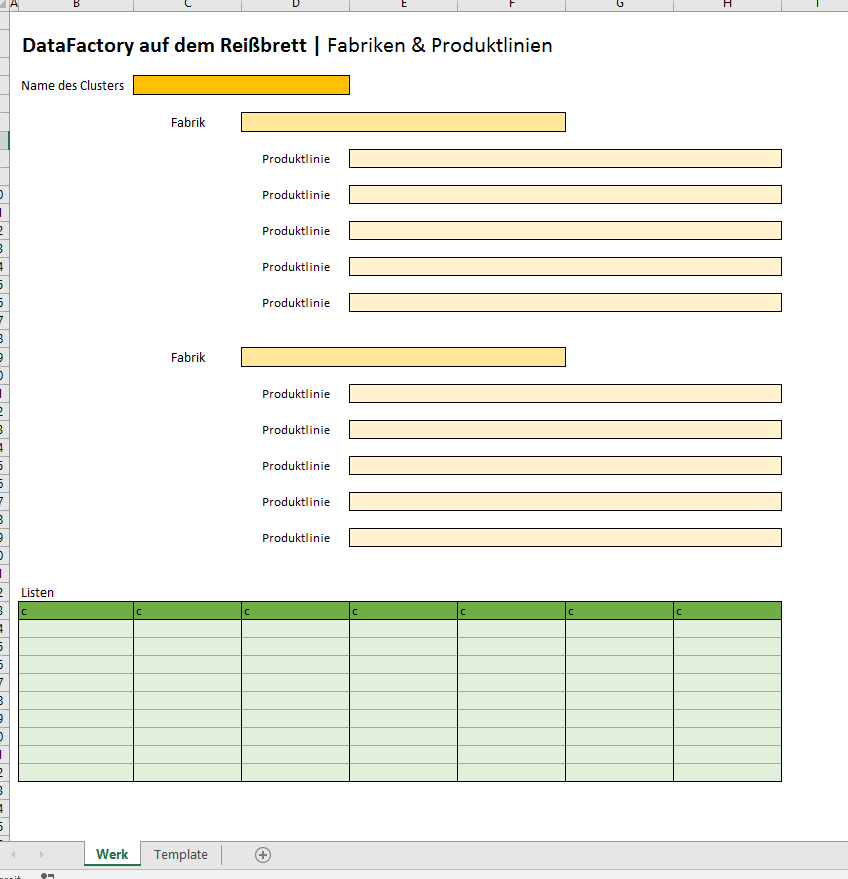 A B C D E F G H I
DataFactory auf dem Reißbrett | Fabriken & Produktlinien
Name des Clusters
Fabrik
Produktlinie
Produktlinie
Produktlinie
Produktlinie
Produktlinie
Fabrik
Produktlinie
Produktlinie
Produktlinie
Produktlinie
Produktlinie
Listen
c c c c c c c
Werk Template